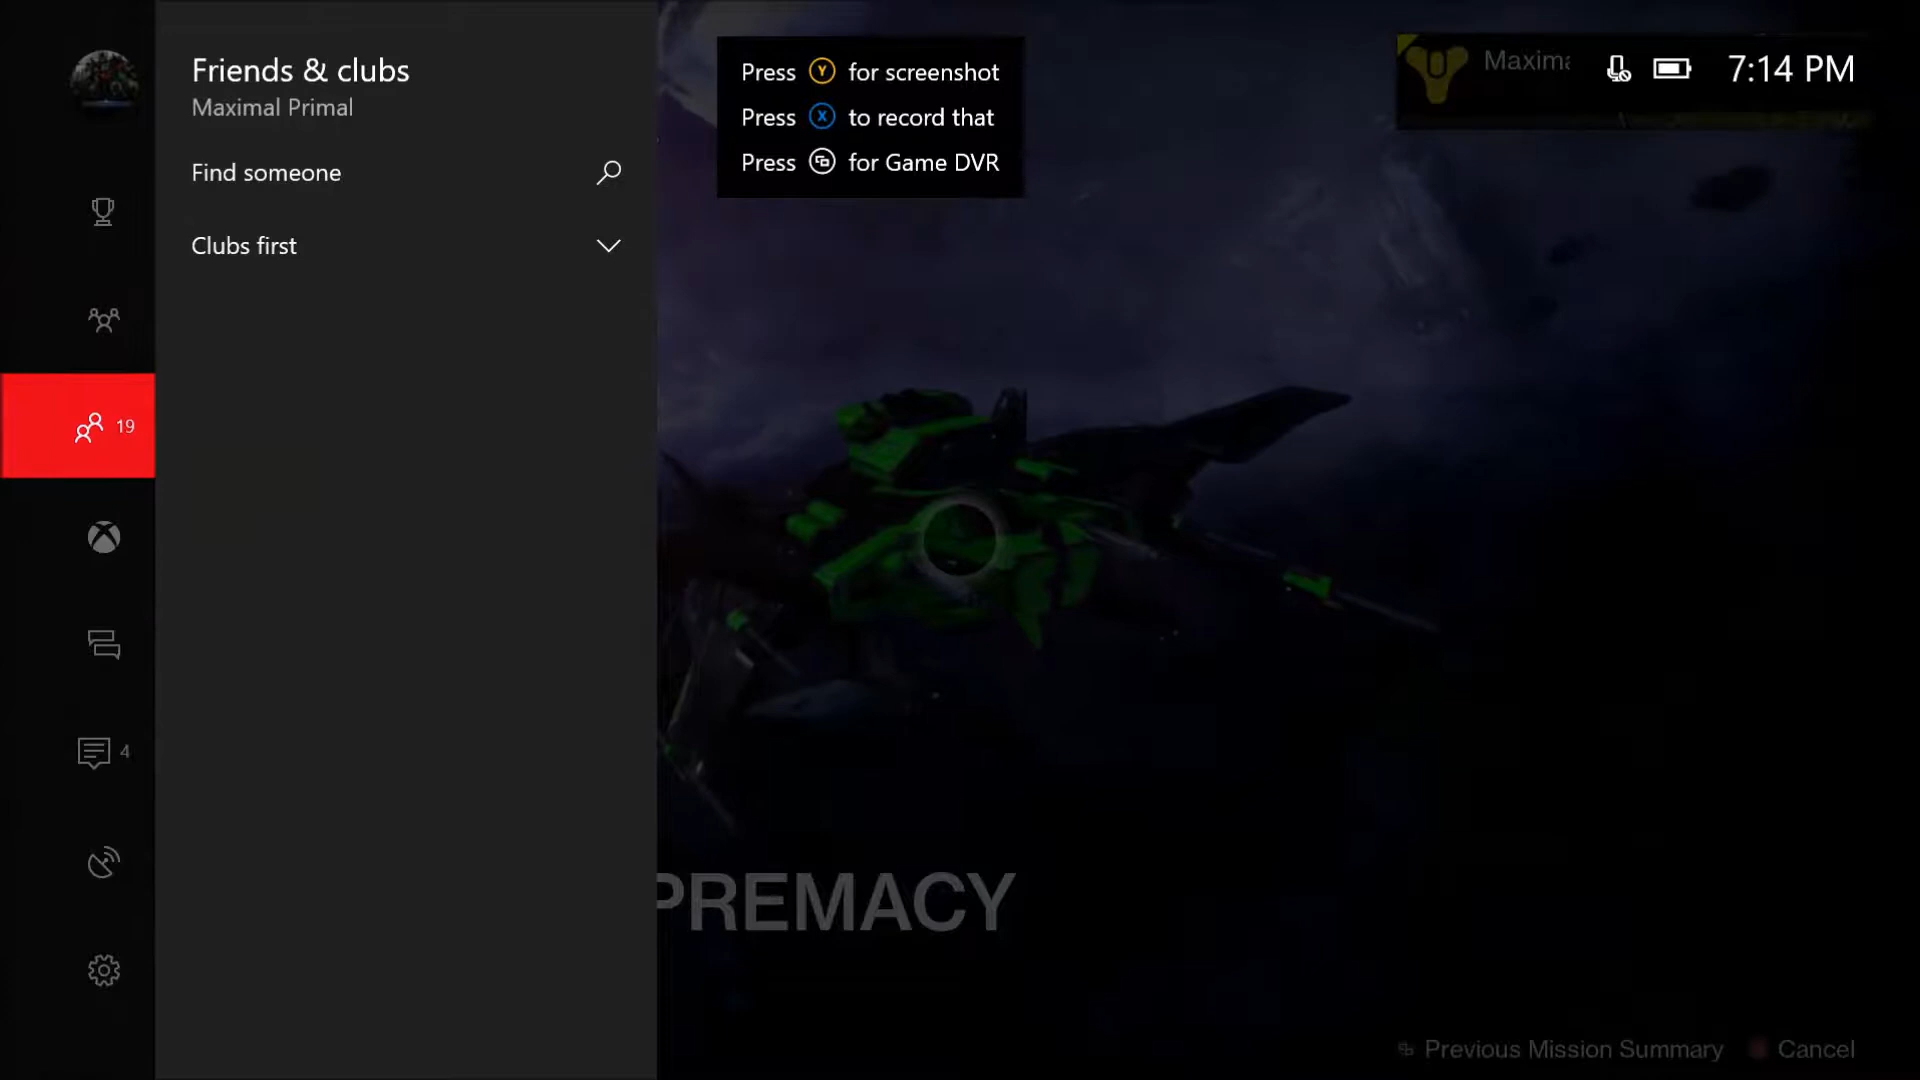 Friends & clubs
Maximal Primal
Find someone
Clubs first
19
4
Press Y for screenshot
Press X to record that
Press for Game DVR
Maxima
7:14 PM
PREMACY
Previous Mission Summary
Cancel